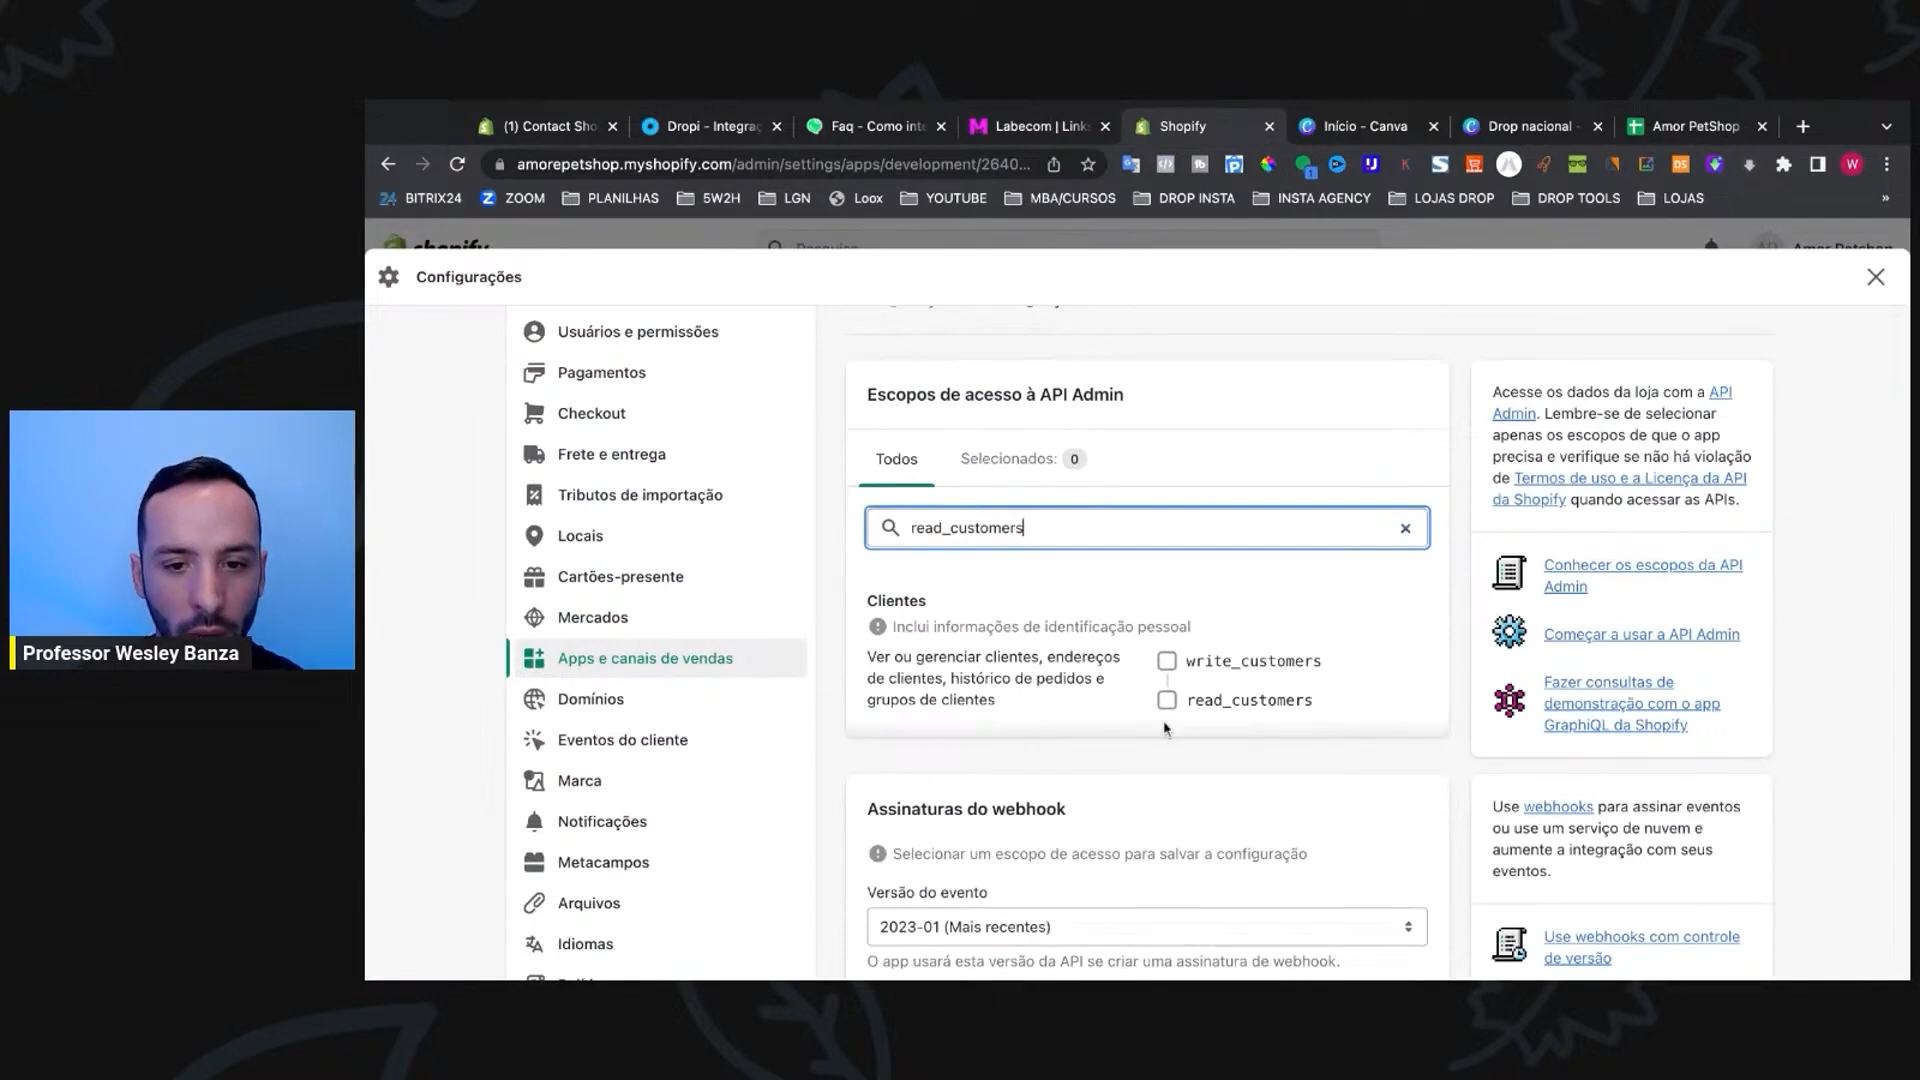 (1) Contact Sho
Dropi - Integraç
Faq - Como inte
Labecom | Link
Shopify
Início - Canva
Drop nacional -
Amor PetShop
amorepetshop.myshopify.com/admin/settings/apps/development/2640...
W
BITRIX24
ZOOM
PLANILHAS
5W2H
LGN
Loox
YOUTUBE
MBA/CURSOS
DROP INSTA
INSTA AGENCY
LOJAS DROP
DROP TOOLS
LOJAS
»
shopify
Pesquisa
Amor Petshop
Configurações
Usuários e permissões
Pagamentos
Checkout
Frete e entrega
Tributos de importação
Locais
Cartões-presente
Mercados
Apps e canais de vendas
Domínios
Eventos do cliente
Marca
Notificações
Metacampos
Arquivos
Idiomas
Escopos de acesso à API Admin
Todos
Selecionados: 0
read_customers
Clientes
Inclui informações de identificação pessoal
Ver ou gerenciar clientes, endereços
de clientes, histórico de pedidos e
grupos de clientes
write_customers
read_customers
Assinaturas do webhook
Selecionar um escopo de acesso para salvar a configuração
Versão do evento
2023-01 (Mais recentes)
O app usará esta versão da API se criar uma assinatura de webhook.
Acesse os dados da loja com a API
Admin. Lembre-se de selecionar
apenas os escopos de que o app
precisa e verifique se não há violação
de Termos de uso e a Licença da API
da Shopify quando acessar as APIs.
Conhecer os escopos da API
Admin
Começar a usar a API Admin
Fazer consultas de
demonstração com o app
GraphiQL da Shopify
Use webhooks para assinar eventos
ou use um serviço de nuvem e
aumente a integração com seus
eventos.
Use webhooks com controle
de versão
Professor Wesley Banza